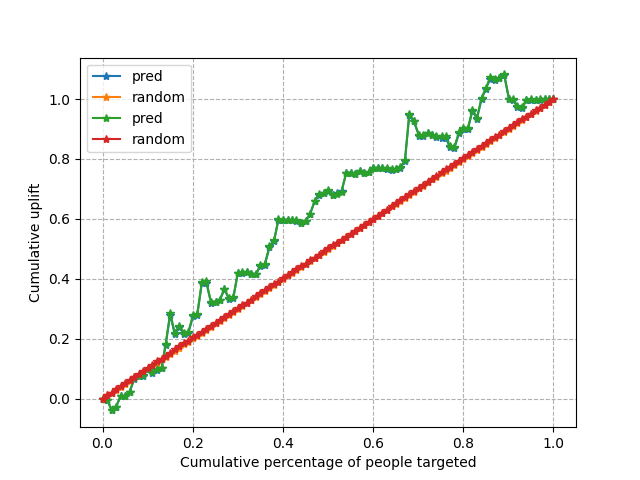 pred
random
pred
random
1.0
0.8
0.6
0.4
0.2
0.0
Cumulative uplift
0.0 0.2 0.4 0.6 0.8 1.0
Cumulative percentage of people targeted